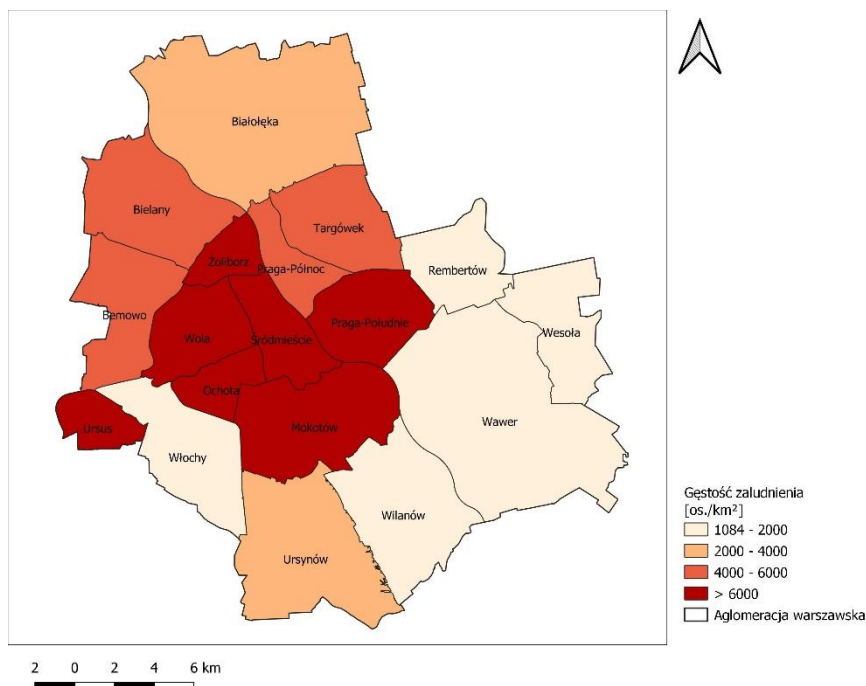 Białołęka
Bielany
Targówek
Żoliborz
Praga-Północ
Rembertów
Bemowo
Wola
Śródmieście
Praga-Południe
Wesoła
Ochota
Ursus
Mokotów
Wawer
Włochy
Wilanów
Ursynów
Gęstość zaludnienia
[os./km²]
1084 - 2000
2000 - 4000
4000 - 6000
> 6000
Aglomeracja warszawska
2 0 2 4 6 km